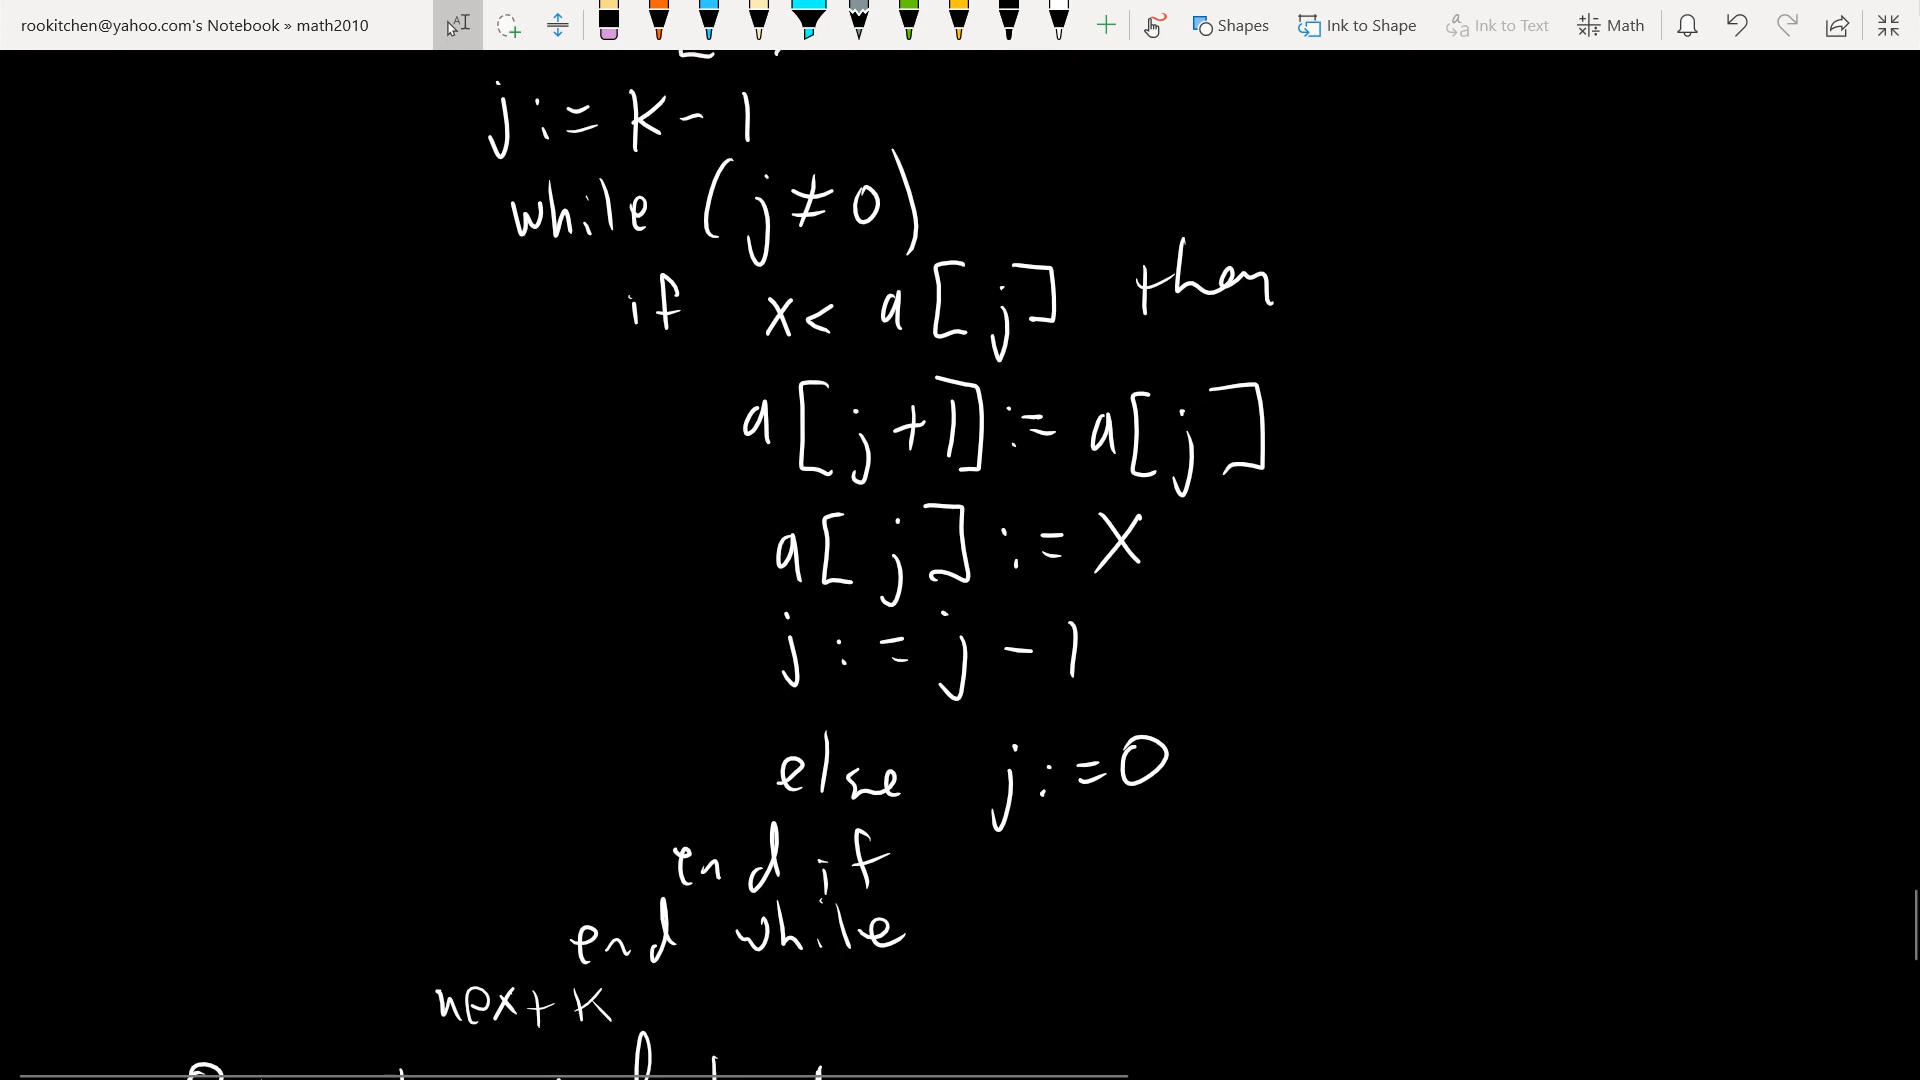 rookitchen@yahoo.com's Notebook » math2010
Shapes
Ink to Shape
Ink to Text
Math
j := k - 1
while (j ≠ 0)
if x < a[j] then
a[j+1] := a[j]
a[j] := x
j := j - 1
else j := 0
end if
end while
next k